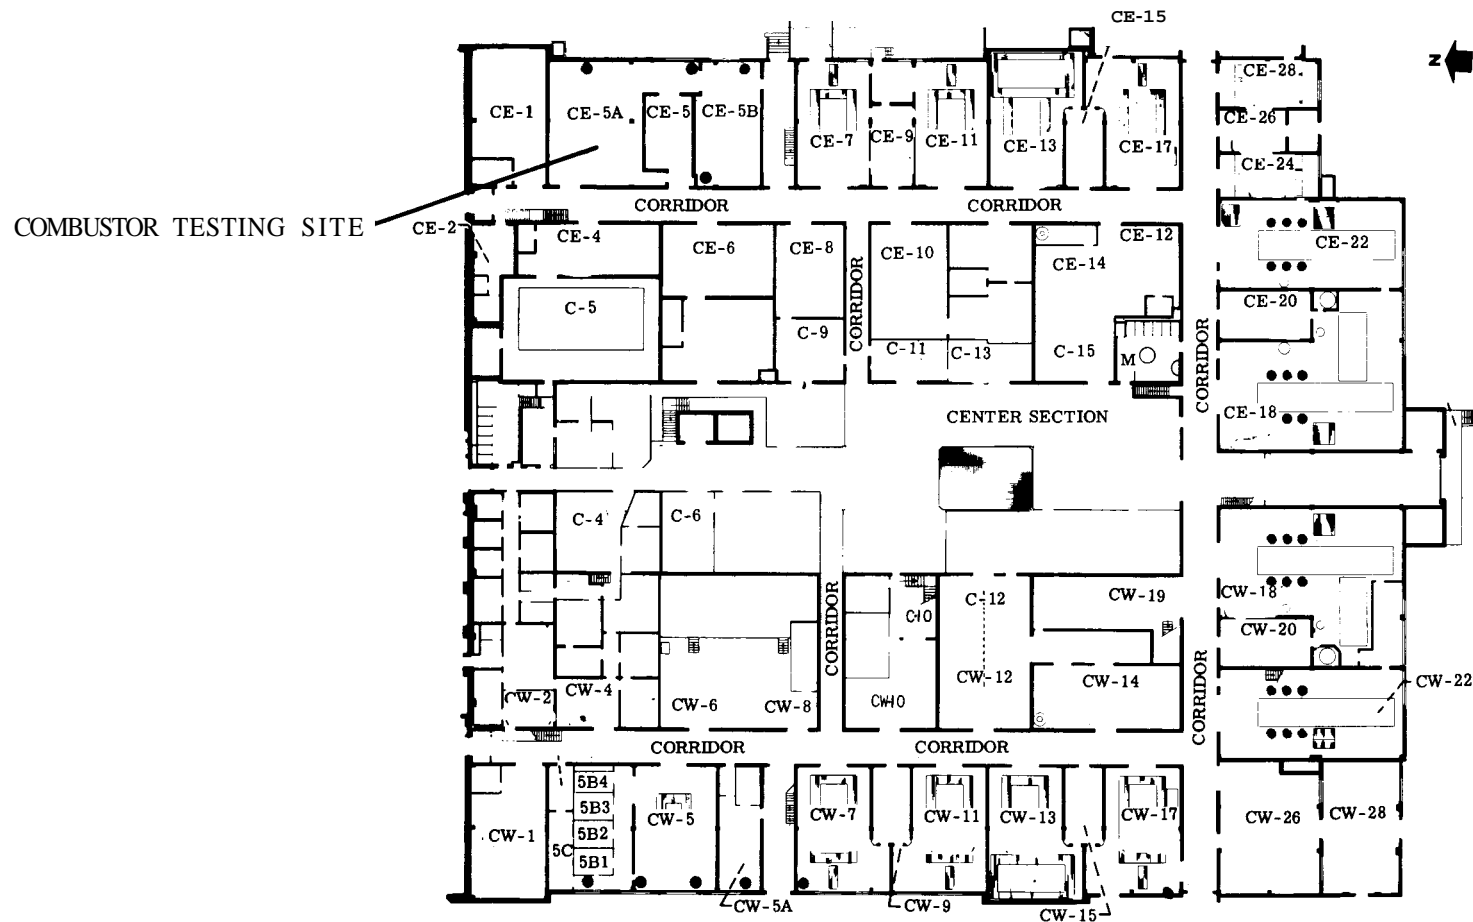 CE-15
N
CE-28
CE-1
CE-5A
CE-5
CE-5B
CE-7
CE-9
CE-11
CE-13
CE-17
CE-26
CE-24
COMBUSTOR TESTING SITE
CORRIDOR
CORRIDOR
CE-2
CE-4
CE-6
CE-8
CE-10
CE-12
CE-14
CE-22
C-5
C-9
CORRIDOR
C-11
C-13
C-15
M
CE-20
CORRIDOR
CENTER SECTION
CE-18
C-4
C-6
CORRIDOR
C-10
C-12
CW-19
CW-18
CW-20
CW-2
CW-4
CW-6
CW-8
CW-10
CW-12
CW-14
CORRIDOR
CW-22
CORRIDOR
CORRIDOR
CW-1
5C
5B4
5B3
5B2
5B1
CW-5
CW-7
CW-11
CW-13
CW-17
CW-26
CW-28
CW-5A
CW-9
CW-15